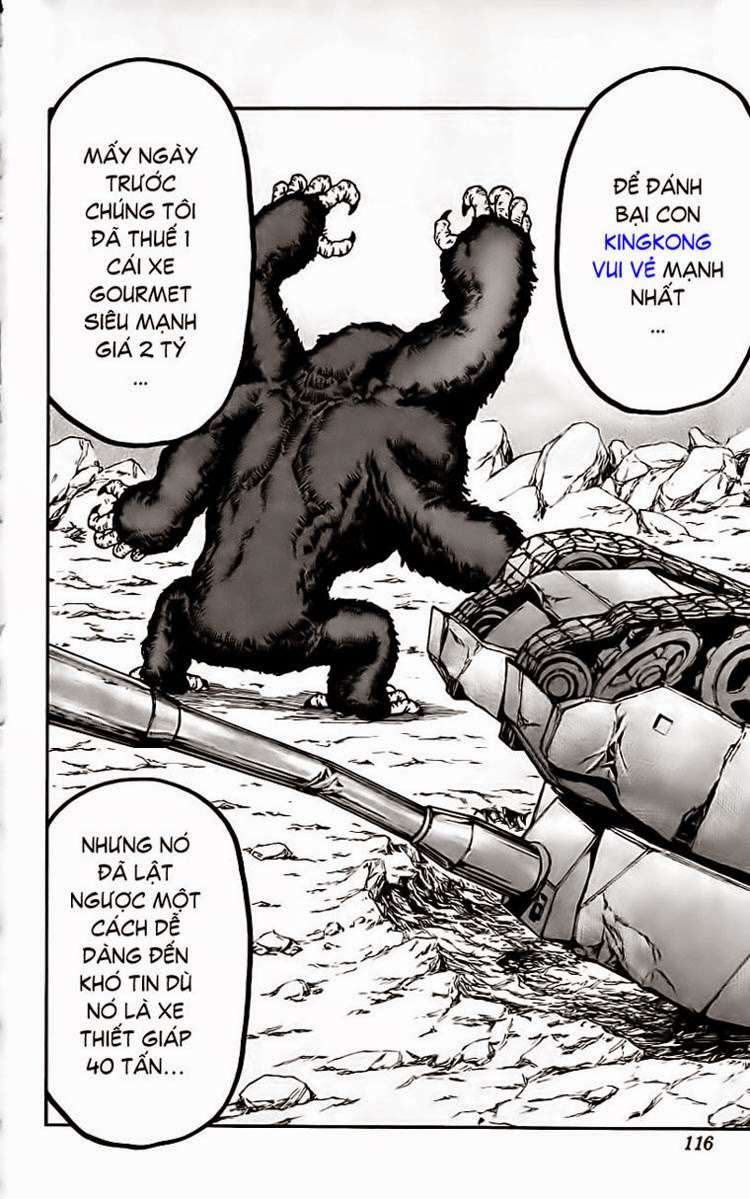 ĐỂ ĐÁNH
BẠI CON
KINGKONG
VUI VẺ MẠNH
NHẤT
...
MẤY NGÀY
TRƯỚC
CHÚNG TÔI
ĐÃ THUÊ 1
CÁI XE
GOURMET
SIÊU MẠNH
GIÁ 2 TỶ
...
NHƯNG NÓ
ĐÃ LẬT
NGƯỢC MỘT
CÁCH DỄ
DÀNG ĐẾN
KHÓ TIN DÙ
NÓ LÀ XE
THIẾT GIÁP
40 TẤN...
116